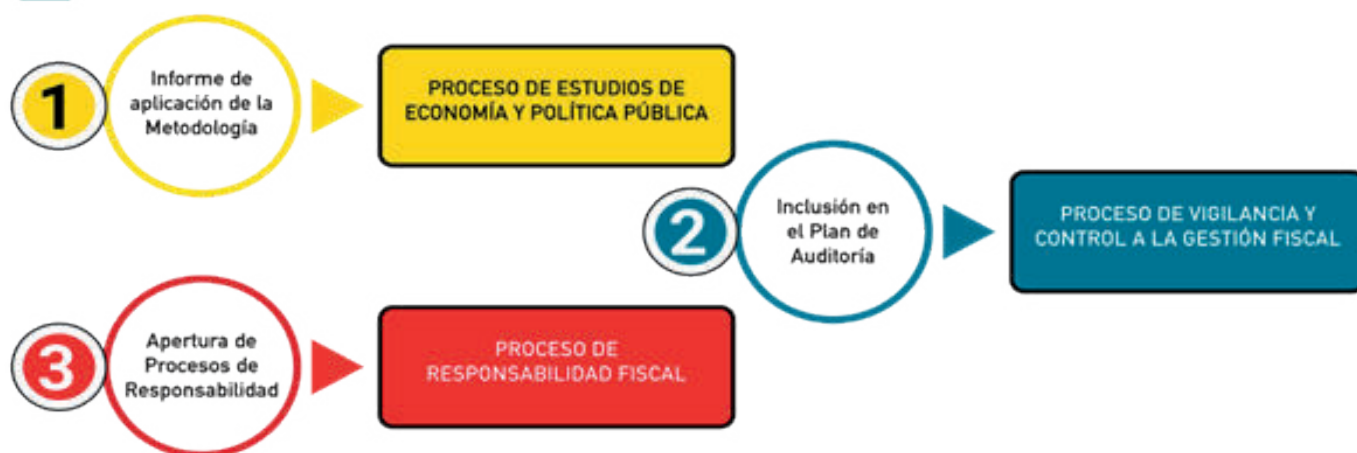 1
Informe de
aplicación de la
Metodología
PROCESO DE ESTUDIOS DE
ECONOMÍA Y POLÍTICA PÚBLICA
2
Inclusión en
el Plan de
Auditoría
PROCESO DE VIGILANCIA Y
CONTROL A LA GESTIÓN FISCAL
3
Apertura de
Procesos de
Responsabilidad
PROCESO DE
RESPONSABILIDAD FISCAL